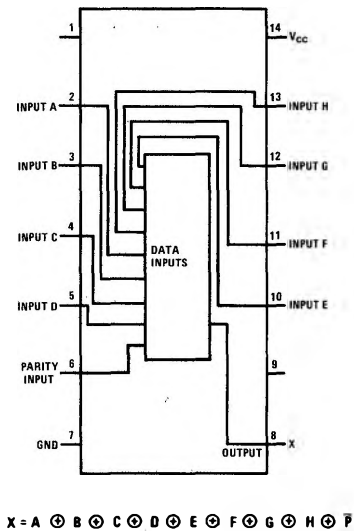 1
14 VCC
2
INPUT A
13
INPUT H
3
INPUT B
12
INPUT G
4
INPUT C
11
INPUT F
DATA
INPUTS
5
INPUT D
10
INPUT E
PARITY
INPUT
6
9
7
GND
8
X
OUTPUT
X = A ⊕ B ⊕ C ⊕ D ⊕ E ⊕ F ⊕ G ⊕ H ⊕ P̅